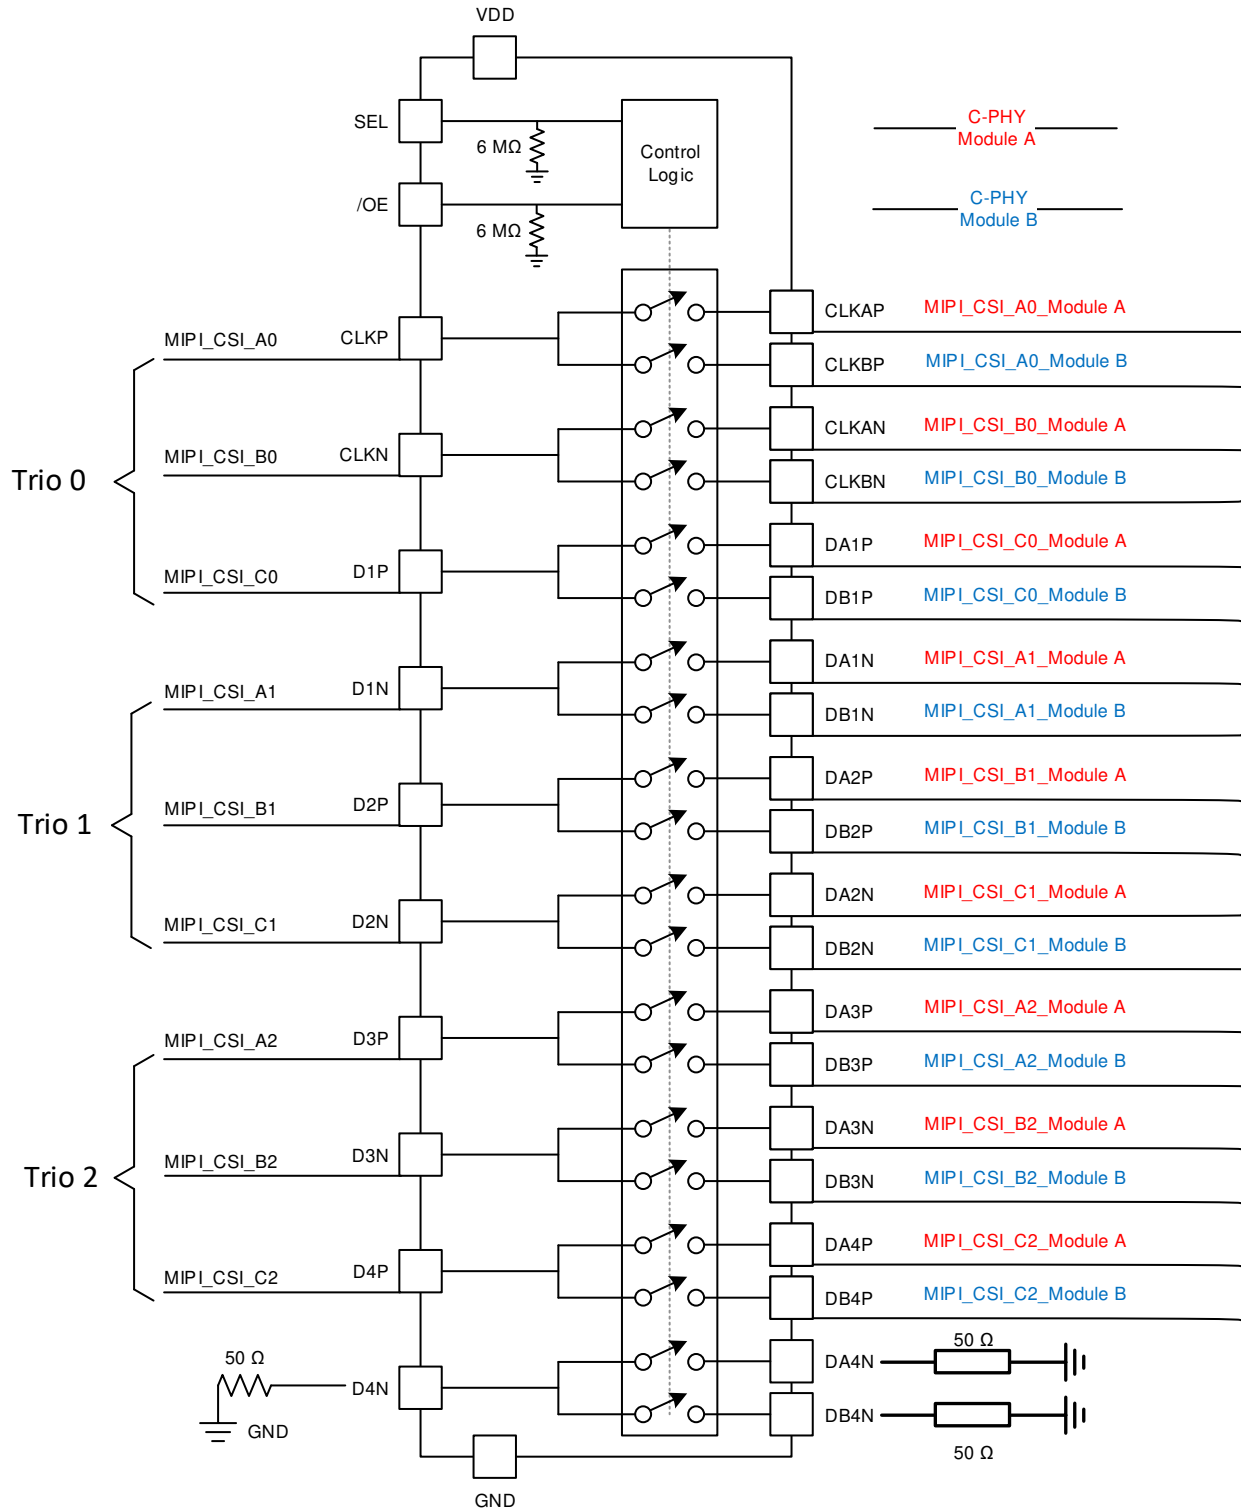 VDD
SEL
6 MΩ
Control
Logic
C-PHY
Module A
/OE
6 MΩ
C-PHY
Module B
MIPI_CSI_A0
CLKP
CLKAP
MIPI_CSI_A0_Module A
CLKBP
MIPI_CSI_A0_Module B
Trio 0
MIPI_CSI_B0
CLKN
CLKAN
MIPI_CSI_B0_Module A
CLKBN
MIPI_CSI_B0_Module B
MIPI_CSI_C0
D1P
DA1P
MIPI_CSI_C0_Module A
DB1P
MIPI_CSI_C0_Module B
MIPI_CSI_A1
D1N
DA1N
MIPI_CSI_A1_Module A
DB1N
MIPI_CSI_A1_Module B
Trio 1
MIPI_CSI_B1
D2P
DA2P
MIPI_CSI_B1_Module A
DB2P
MIPI_CSI_B1_Module B
MIPI_CSI_C1
D2N
DA2N
MIPI_CSI_C1_Module A
DB2N
MIPI_CSI_C1_Module B
MIPI_CSI_A2
D3P
DA3P
MIPI_CSI_A2_Module A
DB3P
MIPI_CSI_A2_Module B
Trio 2
MIPI_CSI_B2
D3N
DA3N
MIPI_CSI_B2_Module A
DB3N
MIPI_CSI_B2_Module B
MIPI_CSI_C2
D4P
DA4P
MIPI_CSI_C2_Module A
DB4P
MIPI_CSI_C2_Module B
50 Ω
D4N
GND
DA4N
50 Ω
DB4N
50 Ω
GND